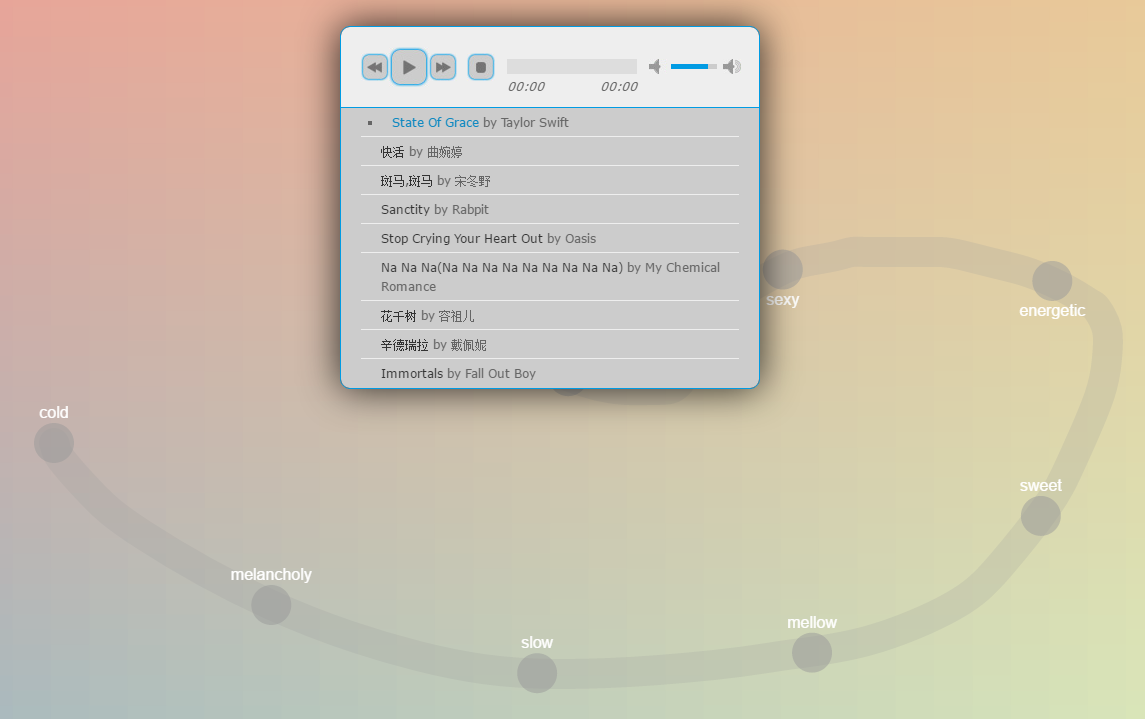 00:00 00:00
State Of Grace by Taylor Swift
快活 by 曲婉婷
斑马,斑马 by 宋冬野
Sanctity by Rabpit
Stop Crying Your Heart Out by Oasis
Na Na Na(Na Na Na Na Na Na Na Na Na) by My Chemical
Romance
花千树 by 容祖儿
辛德瑞拉 by 戴佩妮
Immortals by Fall Out Boy
sexy
energetic
cold
sweet
melancholy
mellow
slow